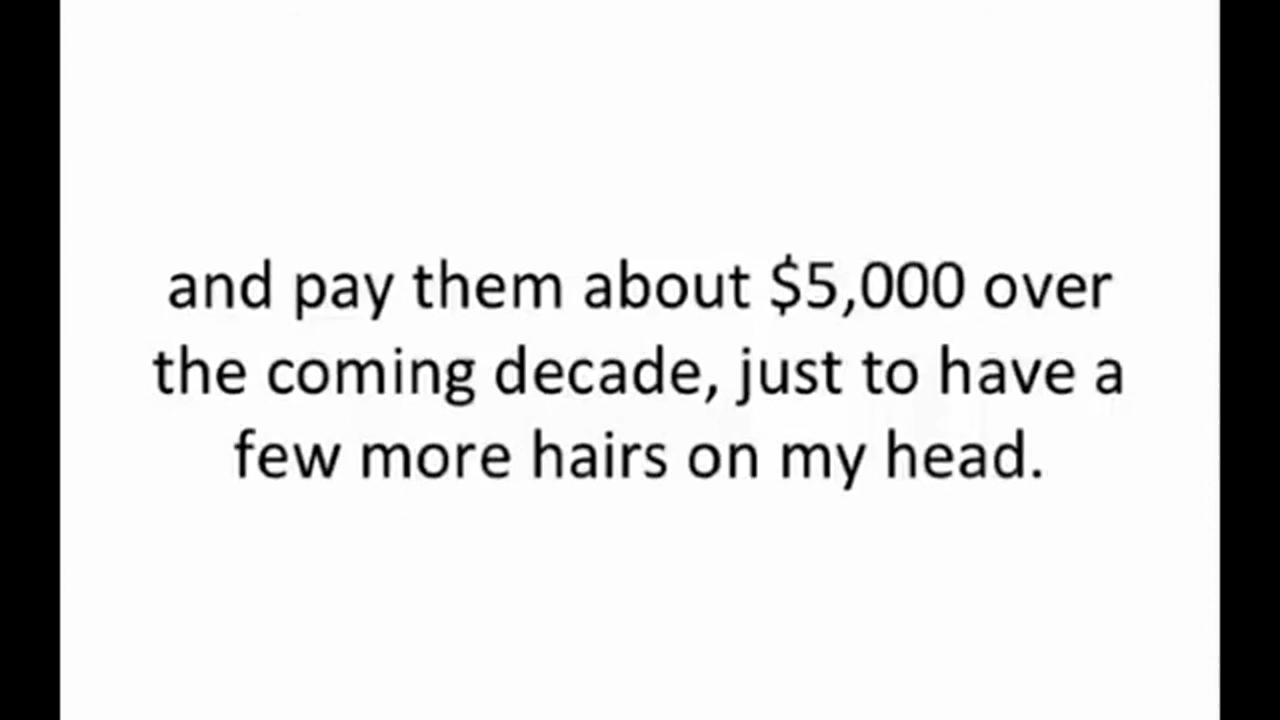 and pay them about $5,000 over
the coming decade, just to have a
few more hairs on my head.